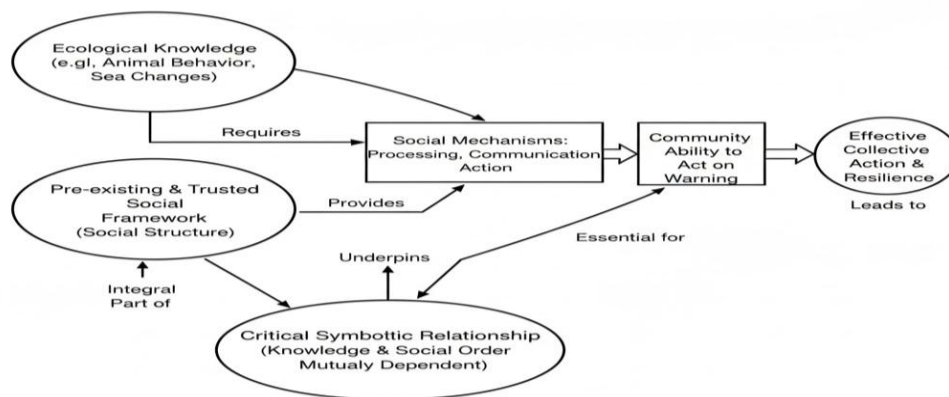 Ecological Knowledge
(e.gl, Animal Behavior,
Sea Changes)
Requires
Social Mechanisms:
Processing, Communication
Action
Community
Ability to
Act on
Warning
Effective
Collective
Action &
Resilience
Leads to
Pre-existing & Trusted
Social
Framework
(Social Structure)
Provides
Essential for
Underpins
Integral
Part of
Critical Symbottic Relationship
(Knowledge & Social Order
Mutualy Dependent)